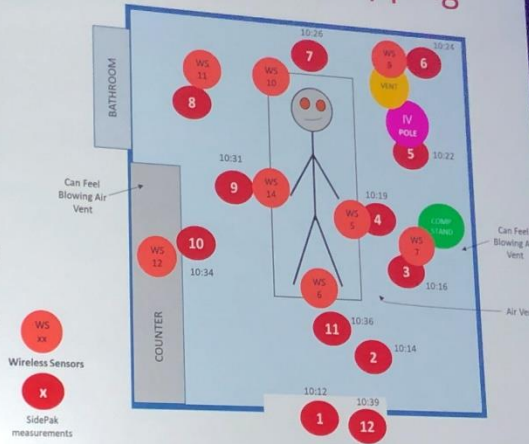 10:26
10:24
7
WS
8
6
WS
11
WS
10
VENT
BATHROOM
8
IV
POLE
5
10:22
Can Feel
Blowing Air
Vent
10:31
9
WS
14
10:19
WS
5
4
COMP
STAND
Can Feel
Blowing A
Vent
WS
12
10
10:34
WS
7
3
10:16
WS
6
Air Ve
COUNTER
11
10:36
2
10:14
WS
xx
Wireless Sensors
X
SidePak
measurements
10:12
1
10:39
12